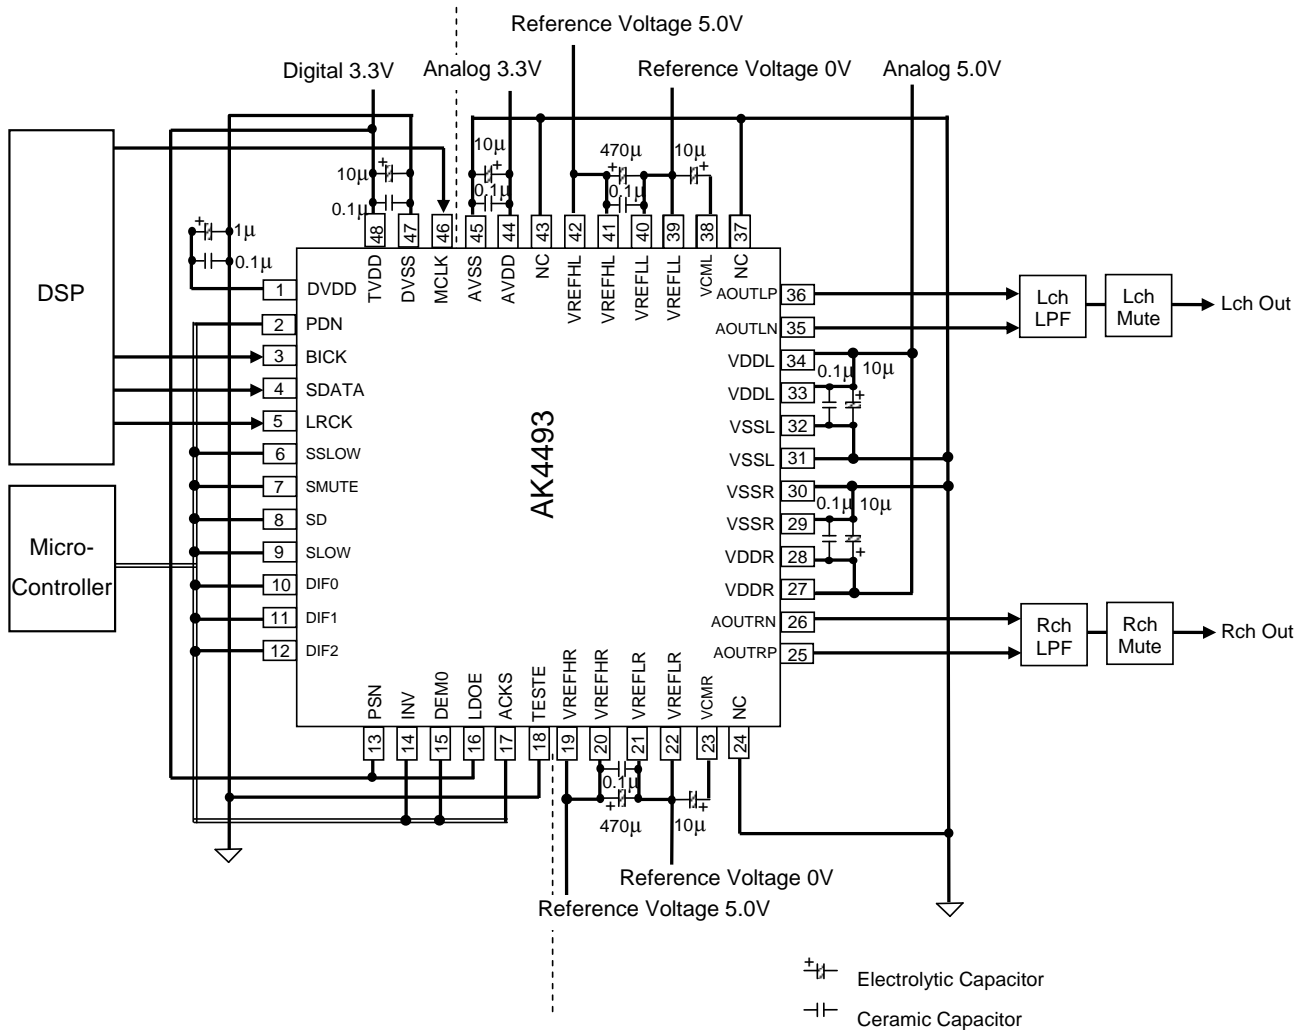 Reference Voltage 5.0V
Digital 3.3V
Analog 3.3V
Reference Voltage 0V
Analog 5.0V
10μ
0.1μ
10μ
0.1μ
470μ
0.1μ
10μ
1μ
0.1μ
48
47
46
45
44
43
42
41
40
39
38
37
TVDD
DVSS
MCLK
AVSS
AVDD
NC
VREFHL
VREFHL
VREFLL
VREFLL
VCML
NC
DSP
Micro-
Controller
1 DVDD
2 PDN
3 BICK
4 SDATA
5 LRCK
6 SSLOW
7 SMUTE
8 SD
9 SLOW
10 DIF0
11 DIF1
12 DIF2
AK4493
AOUTLP 36
AOUTLN 35
VDDL 34
VDDL 33
VSSL 32
VSSL 31
VSSR 30
VSSR 29
VDDR 28
VDDR 27
AOUTRN 26
AOUTRP 25
0.1μ
10μ
0.1μ
10μ
Lch
LPF
Lch
Mute
Lch Out
Rch
LPF
Rch
Mute
Rch Out
PSN
INV
DEM0
LDOE
ACKS
TESTE
VREFHR
VREFHR
VREFLR
VREFLR
VCMR
NC
13
14
15
16
17
18
19
20
21
22
23
24
0.1μ
470μ
10μ
Reference Voltage 0V
Reference Voltage 5.0V
Electrolytic Capacitor
Ceramic Capacitor